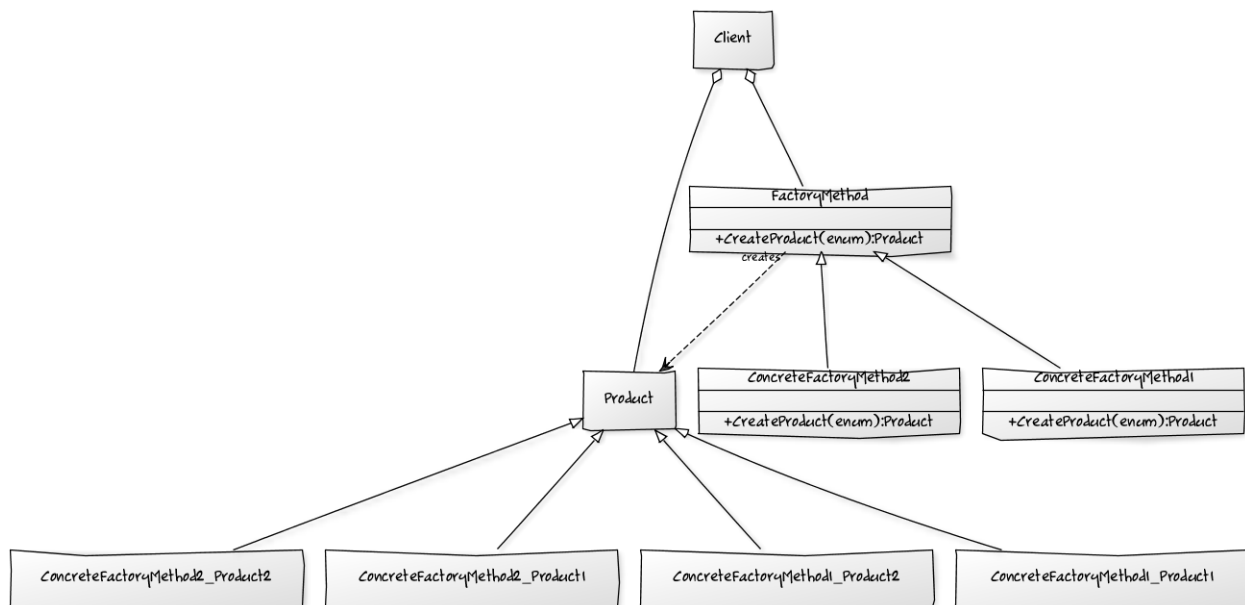 Client
FactoryMethod
+CreateProduct(enum):Product
creates
Product
ConcreteFactoryMethod2
+CreateProduct(enum):Product
ConcreteFactoryMethod1
+CreateProduct(enum):Product
ConcreteFactoryMethod2_Product2
ConcreteFactoryMethod2_Product1
ConcreteFactoryMethod1_Product2
ConcreteFactoryMethod1_Product1